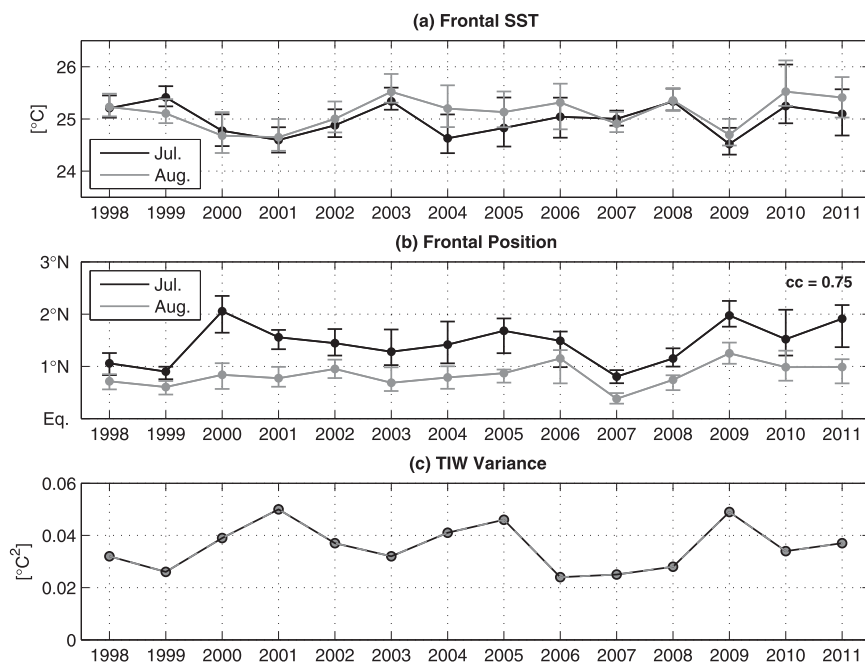 (a) Frontal SST
[°C]
26
25
24
Jul.
Aug.
1998 1999 2000 2001 2002 2003 2004 2005 2006 2007 2008 2009 2010 2011
(b) Frontal Position
3°N
2°N
1°N
Eq.
Jul.
Aug.
cc = 0.75
1998 1999 2000 2001 2002 2003 2004 2005 2006 2007 2008 2009 2010 2011
(c) TIW Variance
[°C²]
0.06
0.04
0.02
0
1998 1999 2000 2001 2002 2003 2004 2005 2006 2007 2008 2009 2010 2011